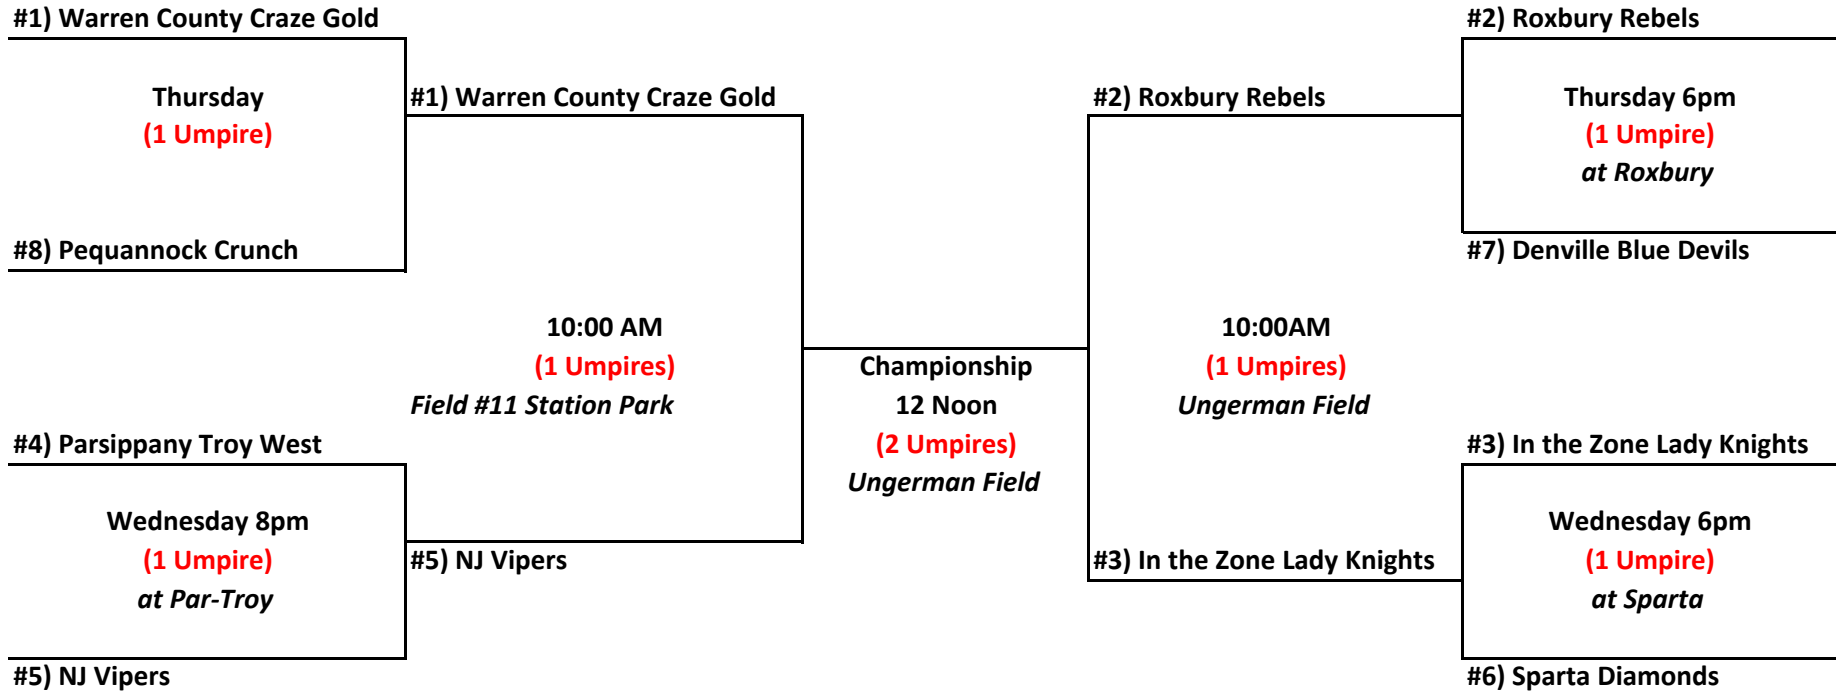 #1) Warren County Craze Gold
Thursday
(1 Umpire)
#8) Pequannock Crunch
#1) Warren County Craze Gold
10:00 AM
(1 Umpires)
Field #11 Station Park
#4) Parsippany Troy West
Wednesday 8pm
(1 Umpire)
at Par-Troy
#5) NJ Vipers
#5) NJ Vipers
Championship
12 Noon
(2 Umpires)
Ungerman Field
#2) Roxbury Rebels
10:00AM
(1 Umpires)
Ungerman Field
#3) In the Zone Lady Knights
#2) Roxbury Rebels
Thursday 6pm
(1 Umpire)
at Roxbury
#7) Denville Blue Devils
#3) In the Zone Lady Knights
Wednesday 6pm
(1 Umpire)
at Sparta
#6) Sparta Diamonds